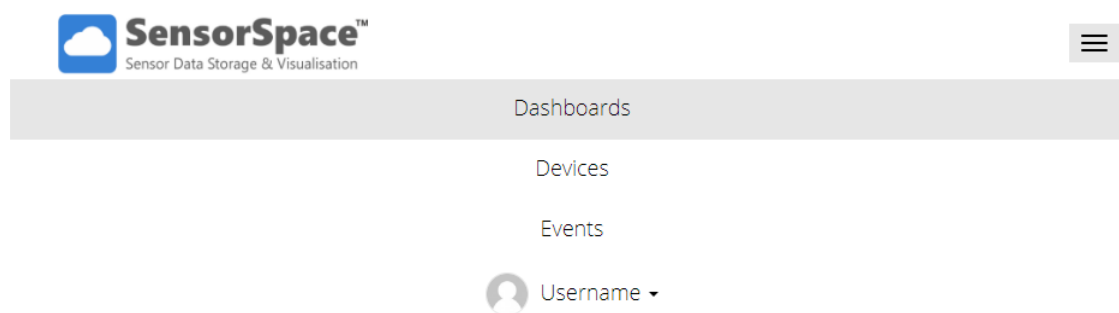 SensorSpace™
Sensor Data Storage & Visualisation
Dashboards
Devices
Events
Username